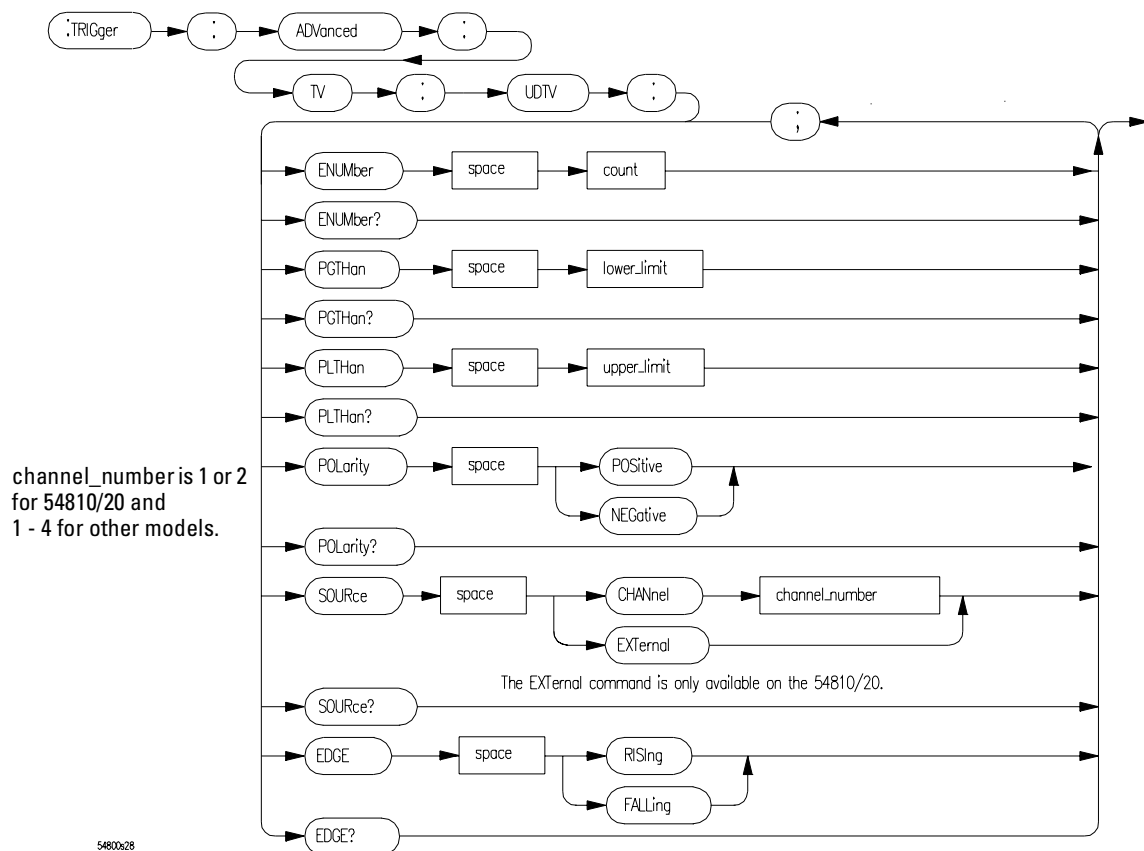 :TRIGger : ADVanced :
TV : UDTV :
;
ENUMber space count
ENUMber?
PGTHan space lower_limit
PGTHan?
PLTHan space upper_limit
PLTHan?
channel_number is 1 or 2
for 54810/20 and
1 - 4 for other models.
POLarity space POSitive
NEGative
POLarity?
SOURce space CHANnel channel_number
EXTernal
The EXTernal command is only available on the 54810/20.
SOURce?
EDGE space RISIng
FALLing
EDGE?
54800s28